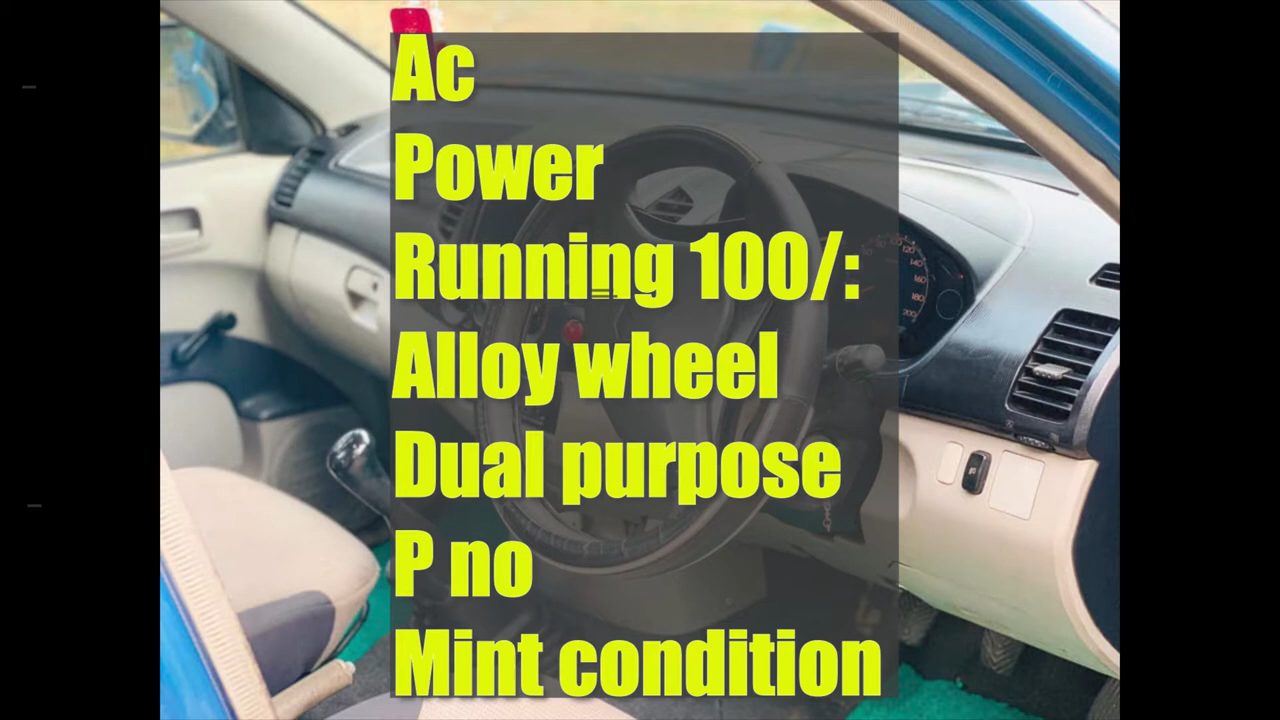 Ac
Power
Running 100/:
Alloy wheel
Dual purpose
P no
Mint condition